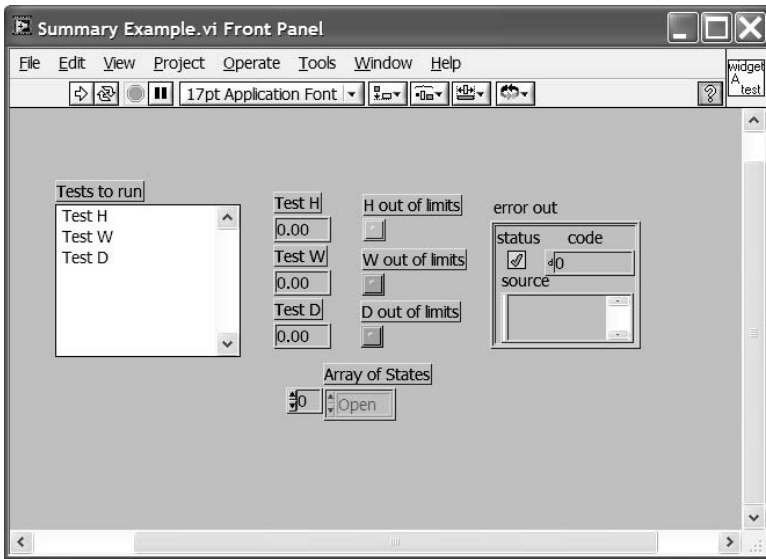 Summary Example.vi Front Panel
File Edit View Project Operate Tools Window Help
17pt Application Font
widget
A
test
Tests to run
Test H
Test W
Test D
Test H
0.00
Test W
0.00
Test D
0.00
H out of limits
W out of limits
D out of limits
error out
status code
d0
source
Array of States
0
Open